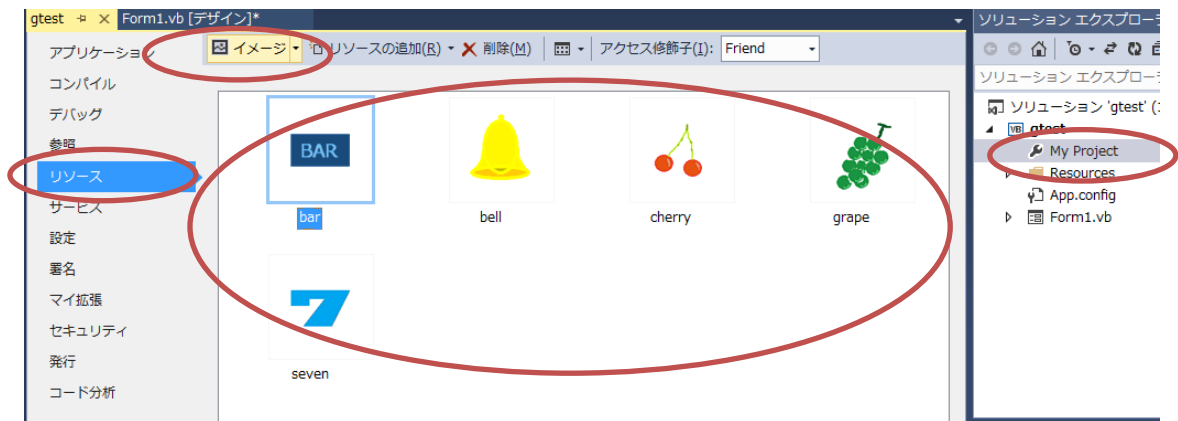 gtest
Form1.vb [デザイン]*
アプリケーション
コンパイル
デバッグ
参照
リソース
サービス
設定
署名
マイ拡張
セキュリティ
発行
コード分析
イメージ
リソースの追加(R)
削除(M)
アクセス修飾子(I):
Friend
BAR
bar
bell
cherry
grape
seven
ソリューション エクスプローラ
ソリューション エクスプローラ
ソリューション 'gtest' (
gtest
My Project
Resources
App.config
Form1.vb